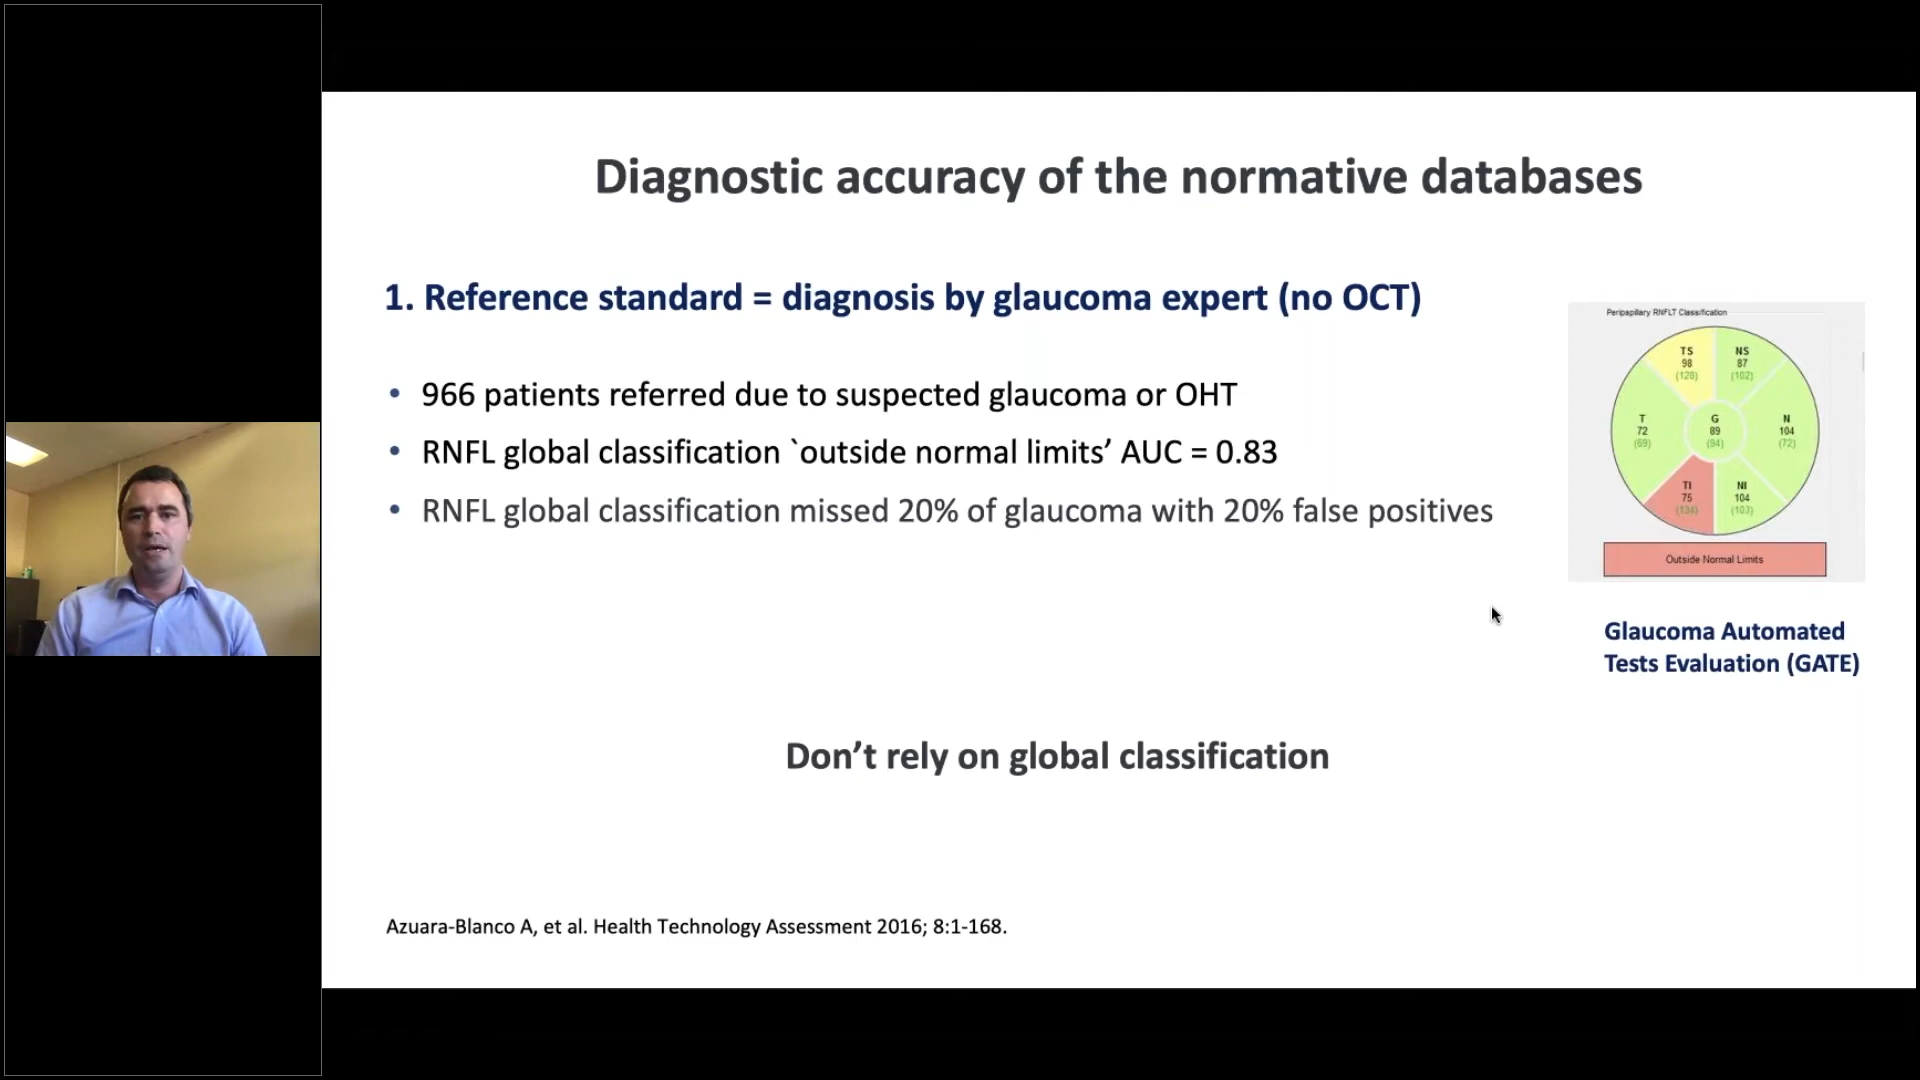 Diagnostic accuracy of the normative databases
1. Reference standard = diagnosis by glaucoma expert (no OCT)
• 966 patients referred due to suspected glaucoma or OHT
• RNFL global classification `outside normal limits’ AUC = 0.83
• RNFL global classification missed 20% of glaucoma with 20% false positives
Peripapillary RNFLT Classification
TS
98
(128)
NS
87
(102)
T
72
(69)
G
89
(94)
N
104
(72)
TI
75
(134)
NI
104
(103)
Outside Normal Limits
Glaucoma Automated
Tests Evaluation (GATE)
Don’t rely on global classification
Azuara-Blanco A, et al. Health Technology Assessment 2016; 8:1-168.